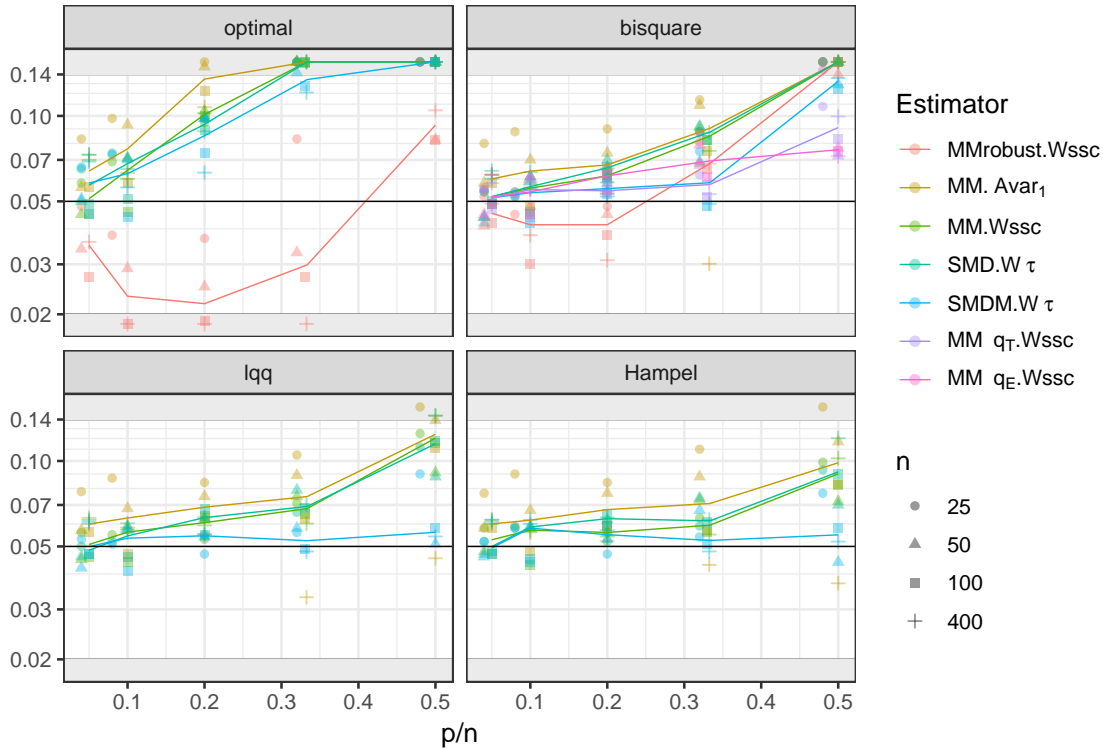 optimal
bisquare
0.14
0.10
0.07
0.05
0.03
0.02
lqq
Hampel
0.14
0.10
0.07
0.05
0.03
0.02
0.1 0.2 0.3 0.4 0.5
0.1 0.2 0.3 0.4 0.5
p/n
Estimator
MMrobust.Wssc
MM. Avar₁
MM.Wssc
SMD.W τ
SMDM.W τ
MM q_T.Wssc
MM q_E.Wssc
n
25
50
100
400